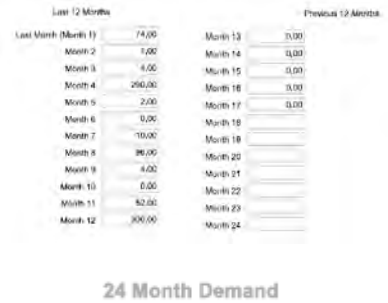 Last 12 Months
Last Month (Month 1) 74,00
Month 2 1,00
Month 3 4,00
Month 4 290,00
Month 5 2,00
Month 6 0,00
Month 7 10,00
Month 8 96,00
Month 9 4,00
Month 10 0,00
Month 11 52,00
Month 12 300,00
Previous 12 Months
Month 13 0,00
Month 14 0,00
Month 15 0,00
Month 16 0,00
Month 17 0,00
Month 18
Month 19
Month 20
Month 21
Month 22
Month 23
Month 24
24 Month Demand